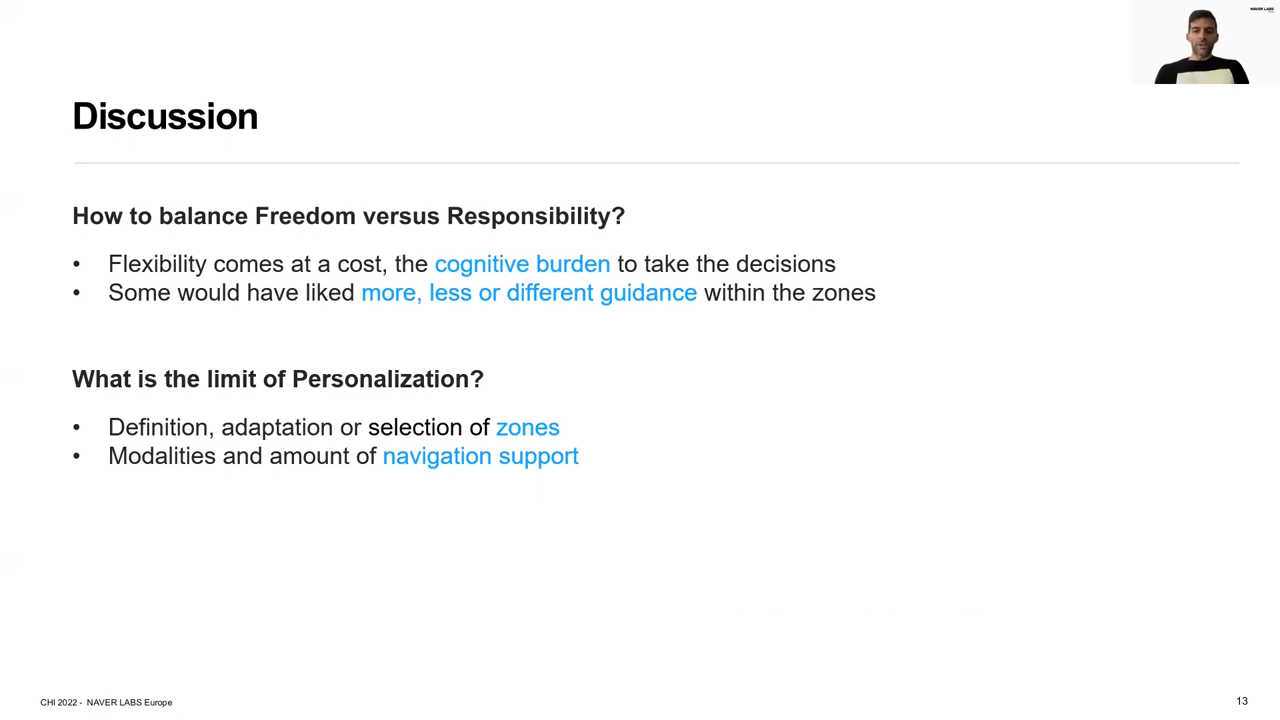 NAVER LABS
Discussion
How to balance Freedom versus Responsibility?
• Flexibility comes at a cost, the cognitive burden to take the decisions
• Some would have liked more, less or different guidance within the zones
What is the limit of Personalization?
• Definition, adaptation or selection of zones
• Modalities and amount of navigation support
CHI 2022 - NAVER LABS Europe
13